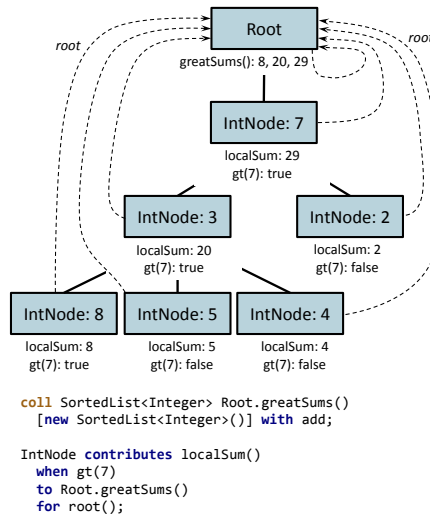 root
Root
root
greatSums(): 8, 20, 29
IntNode: 7
localSum: 29
gt(7): true
IntNode: 3
IntNode: 2
localSum: 20
gt(7): true
localSum: 2
gt(7): false
IntNode: 8
IntNode: 5
IntNode: 4
localSum: 8
gt(7): true
localSum: 5
gt(7): false
localSum: 4
gt(7): false
coll SortedList<Integer> Root.greatSums()
[new SortedList<Integer>()] with add;
IntNode contributes localSum()
when gt(7)
to Root.greatSums()
for root();